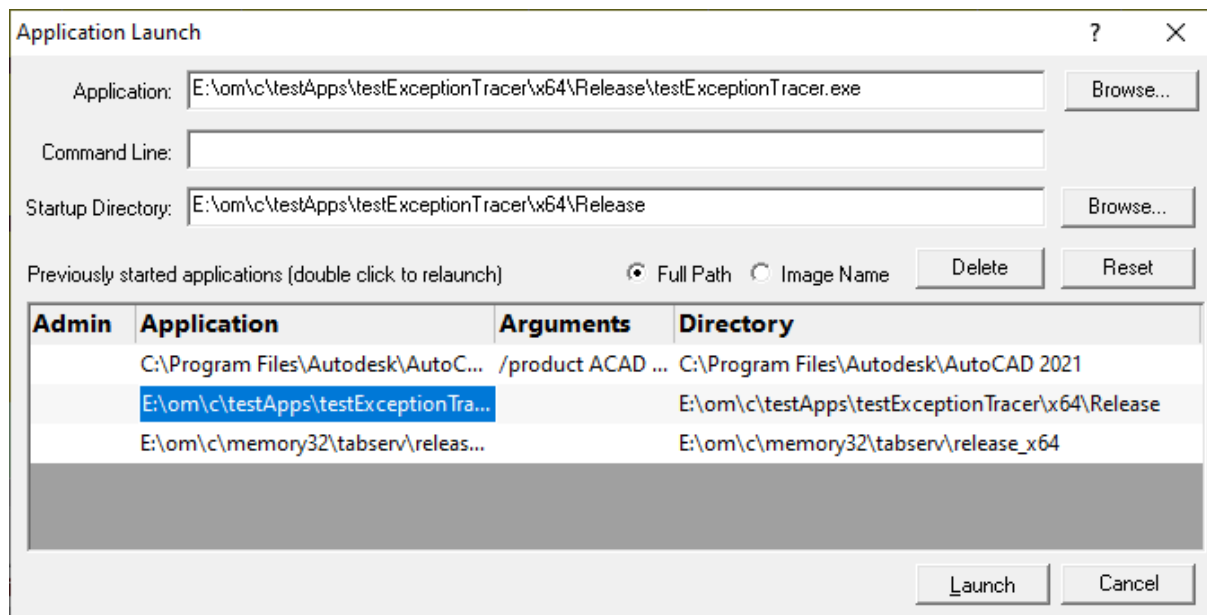 Application Launch ?
Application: E:\om\c\testApps\testExceptionTracer\x64\Release\testExceptionTracer.exe Browse...
Command Line:
Startup Directory: E:\om\c\testApps\testExceptionTracer\x64\Release Browse...
Previously started applications (double click to relaunch) Full Path Image Name Delete Reset
Admin Application Arguments Directory
C:\Program Files\Autodesk\AutoC... /product ACAD ... C:\Program Files\Autodesk\AutoCAD 2021
E:\om\c\testApps\testExceptionTra... E:\om\c\testApps\testExceptionTracer\x64\Release
E:\om\c\memory32\tabserv\releas... E:\om\c\memory32\tabserv\release_x64
Launch Cancel